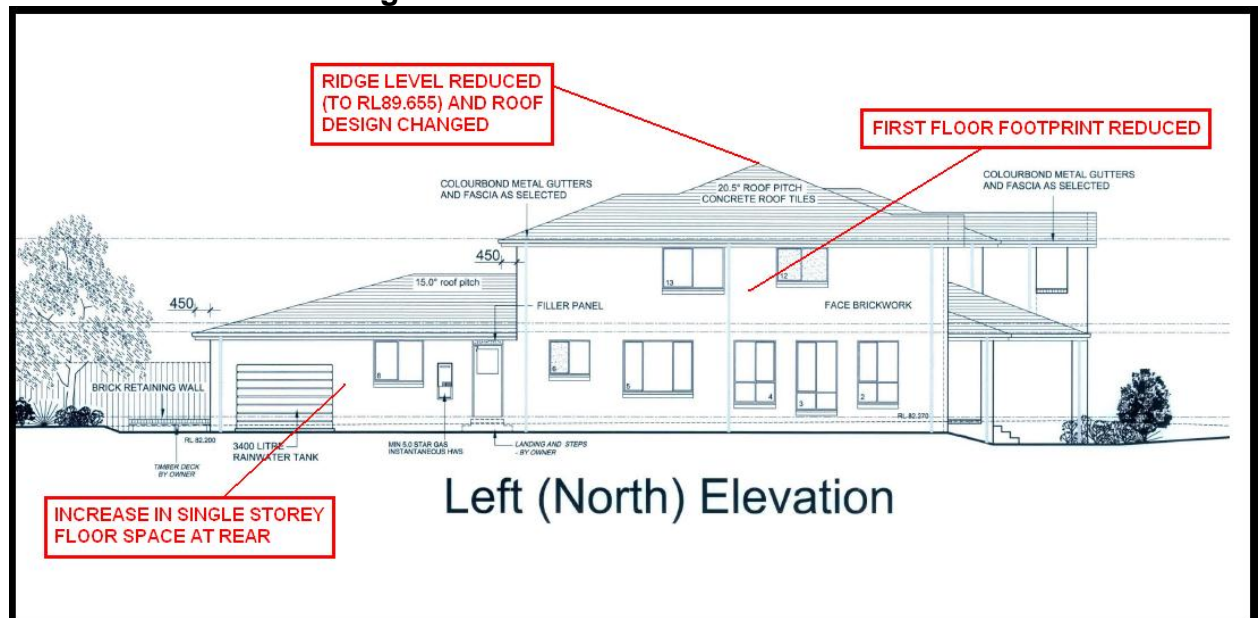 RIDGE LEVEL REDUCED
(TO RL89.655) AND ROOF
DESIGN CHANGED
FIRST FLOOR FOOTPRINT REDUCED
COLOURBOND METAL GUTTERS
AND FASCIA AS SELECTED
20.5° ROOF PITCH
CONCRETE ROOF TILES
COLOURBOND METAL GUTTERS
AND FASCIA AS SELECTED
450
15.0° roof pitch
13
12
450
FILLER PANEL
FACE BRICKWORK
BRICK RETAINING WALL
8
6
5
4
3
2
RL 82.370
RL 82.200
3400 LITRE
RAINWATER TANK
MIN 5.0 STAR GAS
INSTANTANEOUS HWS
LANDING AND STEPS
- BY OWNER
TIMBER DECK
BY OWNER
Left (North) Elevation
INCREASE IN SINGLE STOREY
FLOOR SPACE AT REAR